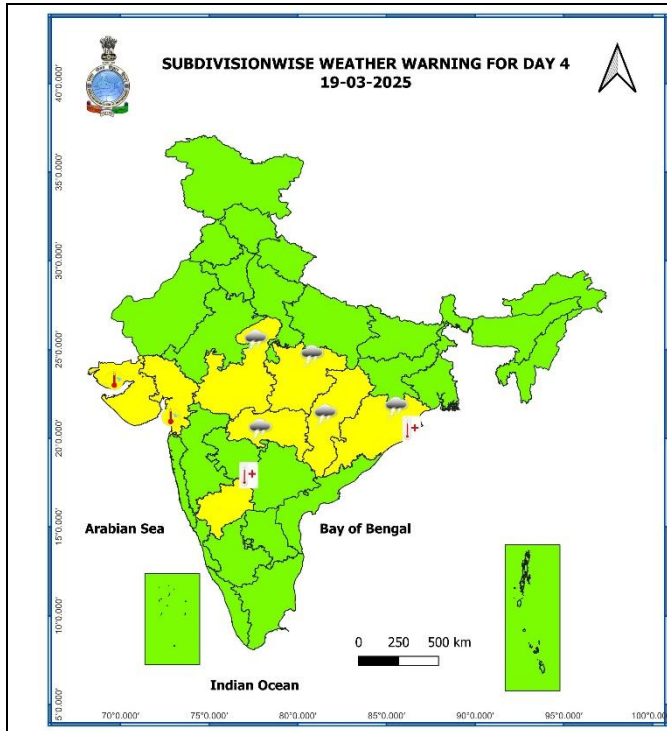 SUBDIVISIONWISE WEATHER WARNING FOR DAY 4
19-03-2025
40°0.000'
35°0.000'
30°0.000'
25°0.000'
20°0.000'
15°0.000'
10°0.000'
5°0.000'
Arabian Sea
Bay of Bengal
0 250 500 km
Indian Ocean
70°0.000' 75°0.000' 80°0.000' 85°0.000' 90°0.000' 95°0.000' 100°0.0